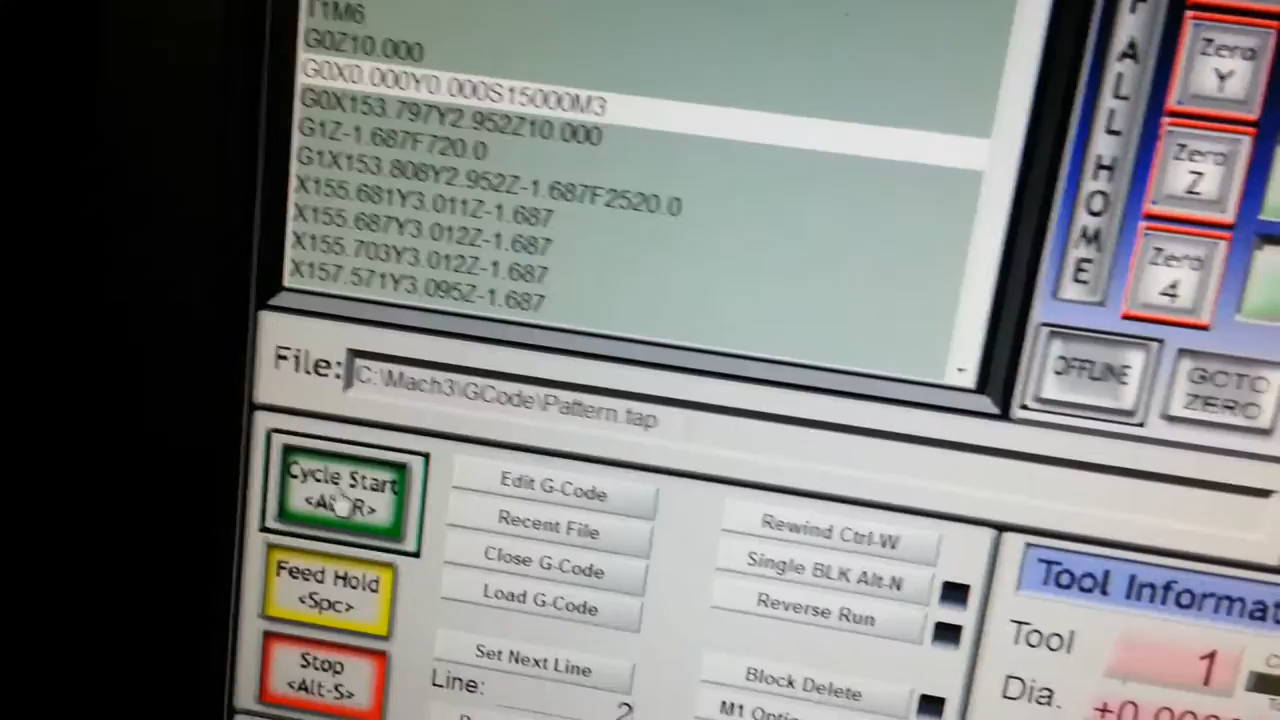 T1M6
G0Z10.000
G0X0.000Y0.000S15000M3
G0X153.797Y2.952Z10.000
G1Z-1.687F720.0
G1X153.808Y2.952Z-1.687F2520.0
X155.681Y3.011Z-1.687
X155.687Y3.012Z-1.687
X155.703Y3.012Z-1.687
X157.571Y3.095Z-1.687
File: C:\Mach3\GCode\Pattern.tap
Cycle Start
Feed Hold
<Spc>
Stop
<Alt-S>
Edit G-Code
Recent File
Close G-Code
Load G-Code
Set Next Line
Line: 2
Rewind Ctrl-W
Single BLK Alt-N
Reverse Run
Block Delete
M1
ALL HOME
Zero
Y
Zero
Z
Zero
4
OFFLINE
GOTO
ZERO
Tool
Tool 1
Dia.